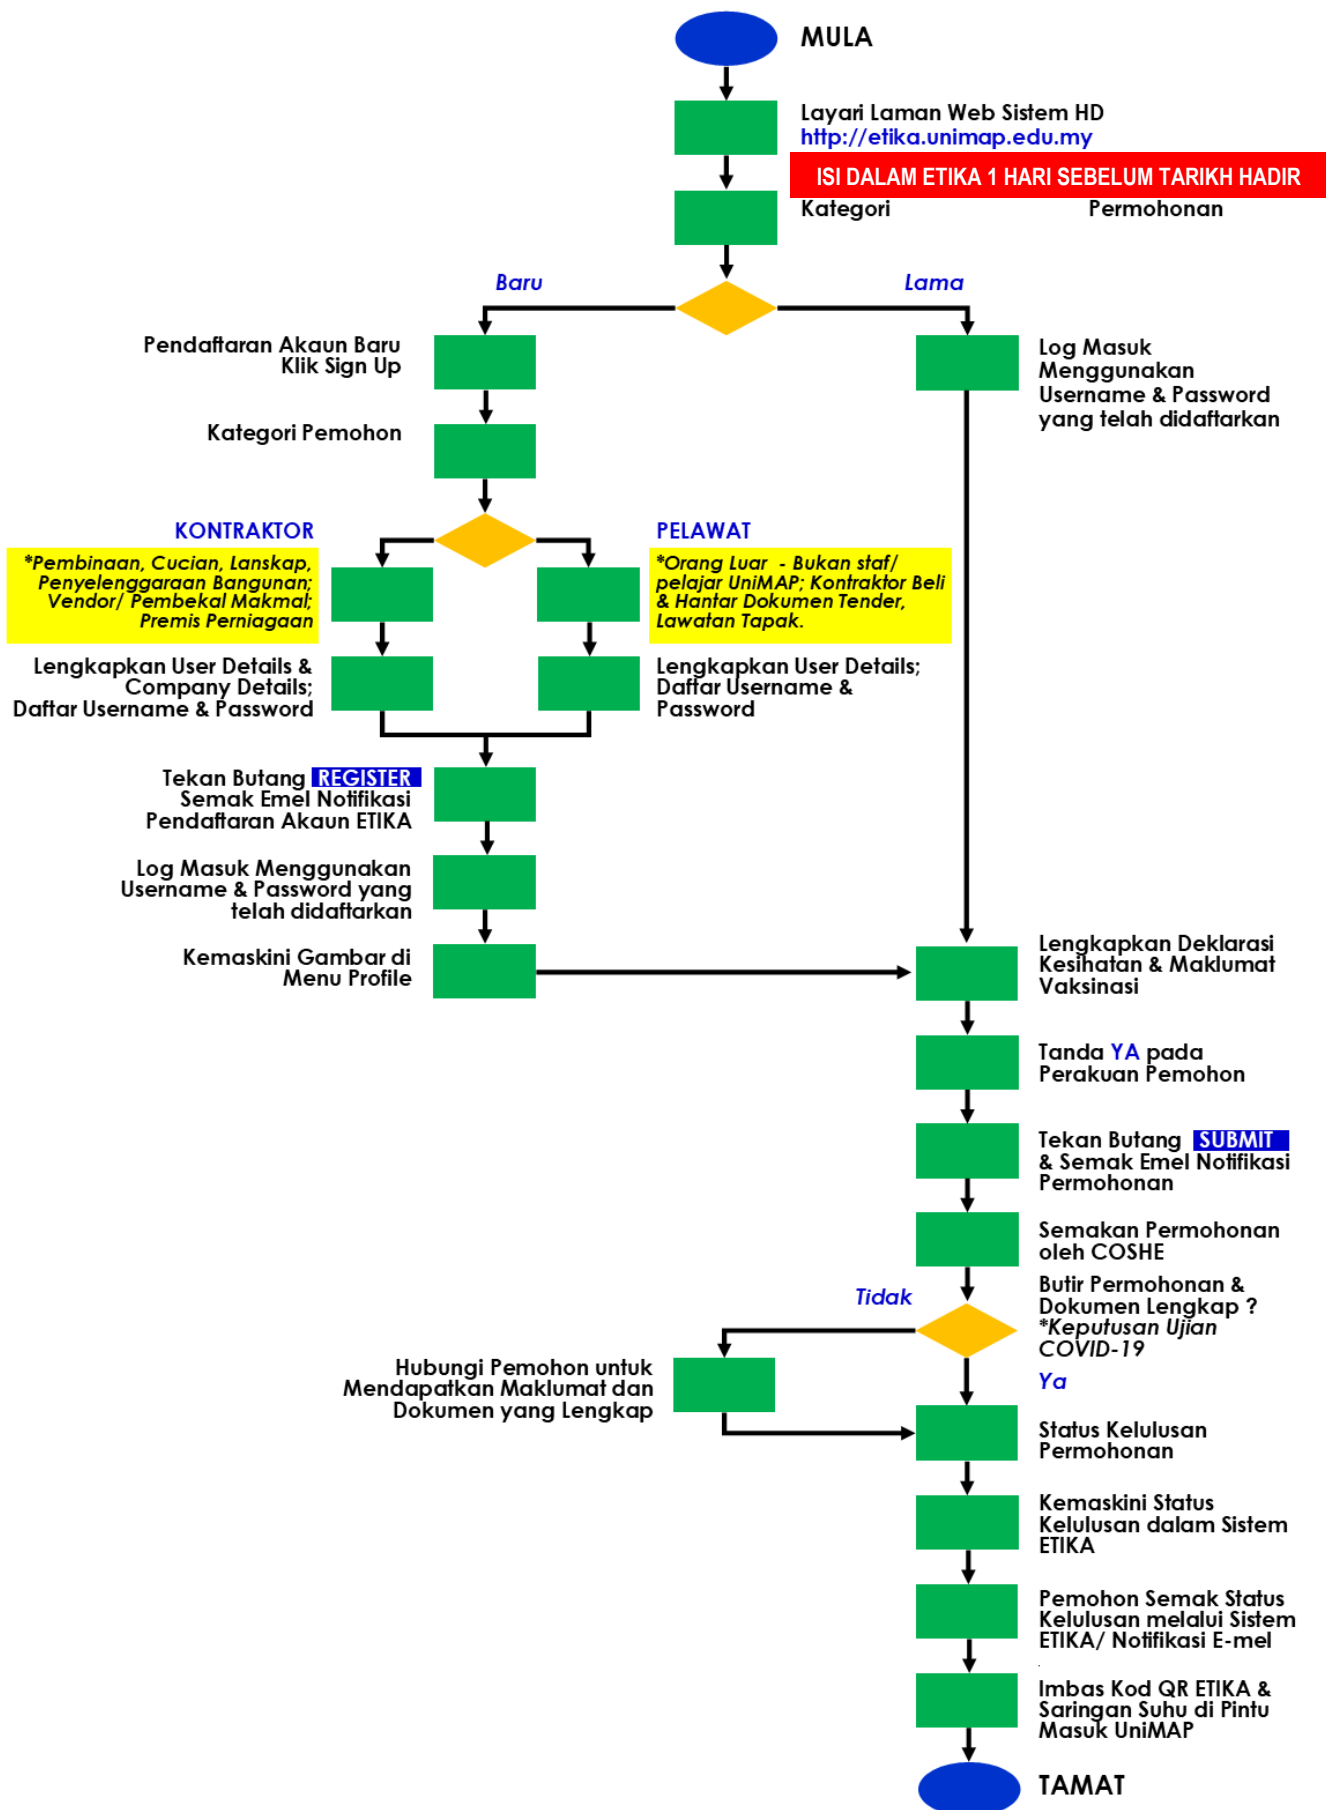 MULA
Layari Laman Web Sistem HD
http://etika.unimap.edu.my
ISI DALAM ETIKA 1 HARI SEBELUM TARIKH HADIR
Kategori Permohonan
Baru
Lama
Pendaftaran Akaun Baru
Klik Sign Up
Log Masuk
Menggunakan
Username & Password
yang telah didaftarkan
Kategori Pemohon
KONTRAKTOR
*Pembinaan, Cucian, Lanskap,
Penyelenggaraan Bangunan;
Vendor/ Pembekal Makmal;
Premis Perniagaan
PELAWAT
*Orang Luar - Bukan staf/
pelajar UniMAP; Kontraktor Beli
& Hantar Dokumen Tender,
Lawatan Tapak.
Lengkapkan User Details &
Company Details;
Daftar Username & Password
Lengkapkan User Details;
Daftar Username &
Password
Tekan Butang REGISTER
Semak Emel Notifikasi
Pendaftaran Akaun ETIKA
Log Masuk Menggunakan
Username & Password yang
telah didaftarkan
Kemaskini Gambar di
Menu Profile
Lengkapkan Deklarasi
Kesihatan & Maklumat
Vaksinasi
Tanda YA pada
Perakuan Pemohon
Tekan Butang SUBMIT
& Semak Emel Notifikasi
Permohonan
Semakan Permohonan
oleh COSHE
Butir Permohonan &
Dokumen Lengkap ?
*Keputusan Ujian
COVID-19
Tidak
Ya
Hubungi Pemohon untuk
Mendapatkan Maklumat dan
Dokumen yang Lengkap
Status Kelulusan
Permohonan
Kemaskini Status
Kelulusan dalam Sistem
ETIKA
Pemohon Semak Status
Kelulusan melalui Sistem
ETIKA/ Notifikasi E-mel
.
Imbas Kod QR ETIKA &
Saringan Suhu di Pintu
Masuk UniMAP
TAMAT